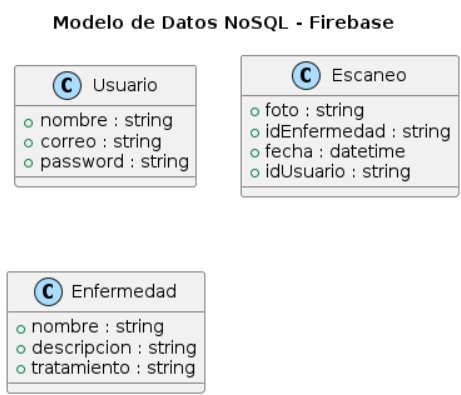 Modelo de Datos NoSQL - Firebase
C Usuario
nombre : string
correo : string
password : string
C Escaneo
foto : string
idEnfermedad : string
fecha : datetime
idUsuario : string
C Enfermedad
nombre : string
descripcion : string
tratamiento : string